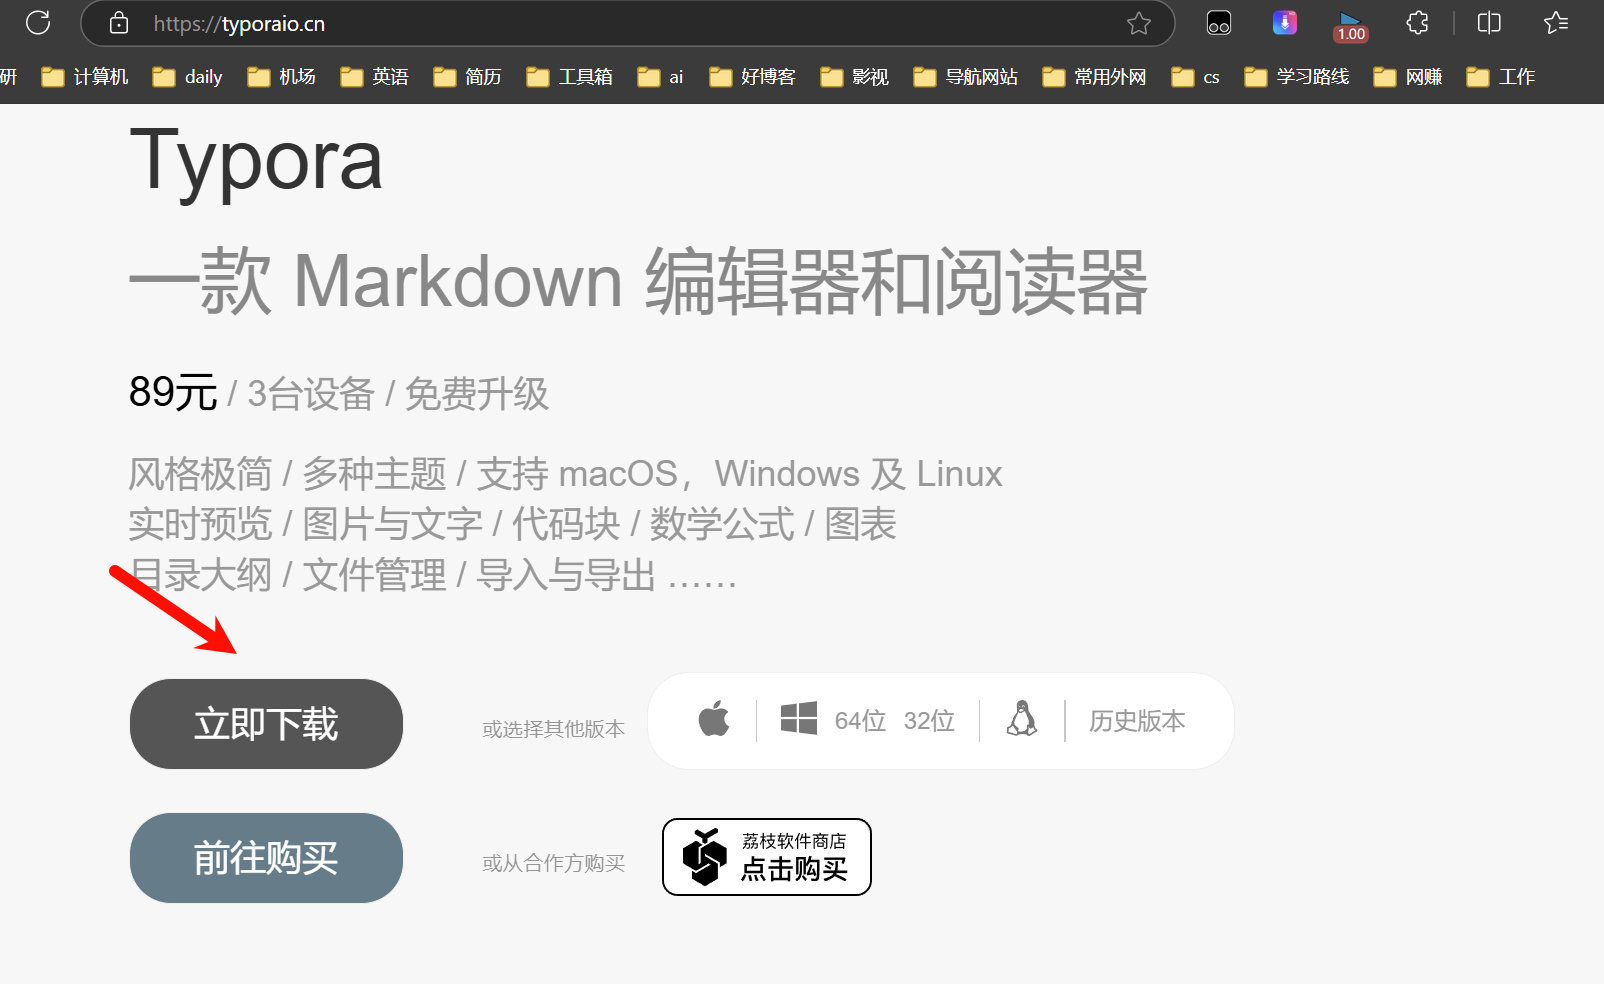 https://typoraio.cn
1.00
研 计算机 daily 机场 英语 简历 工具箱 ai 好博客 影视 导航网站 常用外网 cs 学习路线 网赚 工作
Typora
一款 Markdown 编辑器和阅读器
89元 / 3台设备 / 免费升级
风格极简 / 多种主题 / 支持 macOS，Windows 及 Linux
实时预览 / 图片与文字 / 代码块 / 数学公式 / 图表
目录大纲 / 文件管理 / 导入与导出 ……
立即下载 或选择其他版本 64位 32位 历史版本
荔枝软件商店
前往购买 或从合作方购买 点击购买